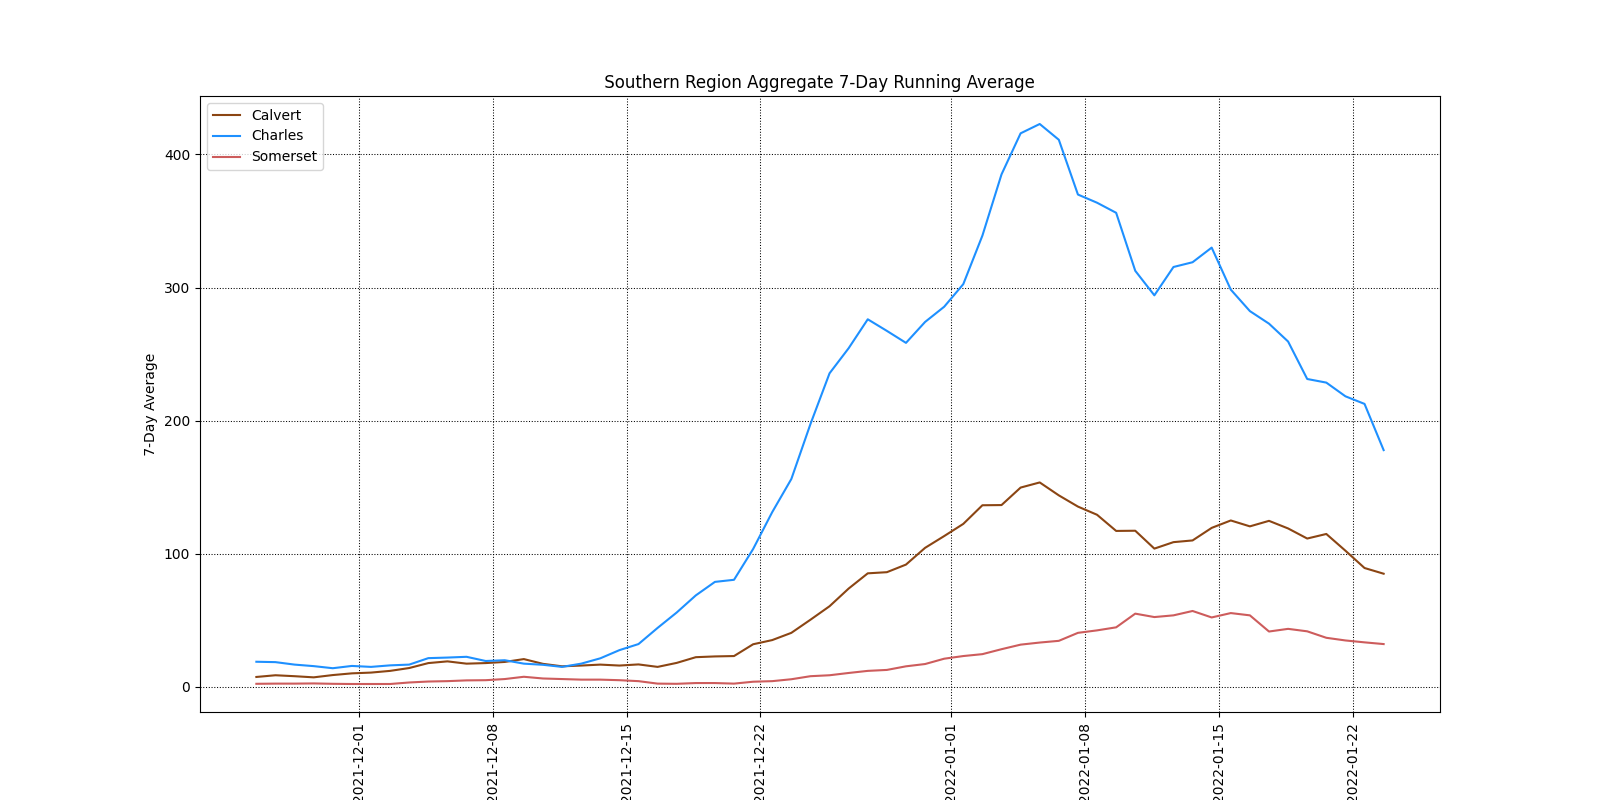 Southern Region Aggregate 7-Day Running Average
Calvert
Charles
Somerset
7-Day Average
400
300
200
100
0
2021-12-01
2021-12-08
2021-12-15
2021-12-22
2022-01-01
2022-01-08
2022-01-15
2022-01-22